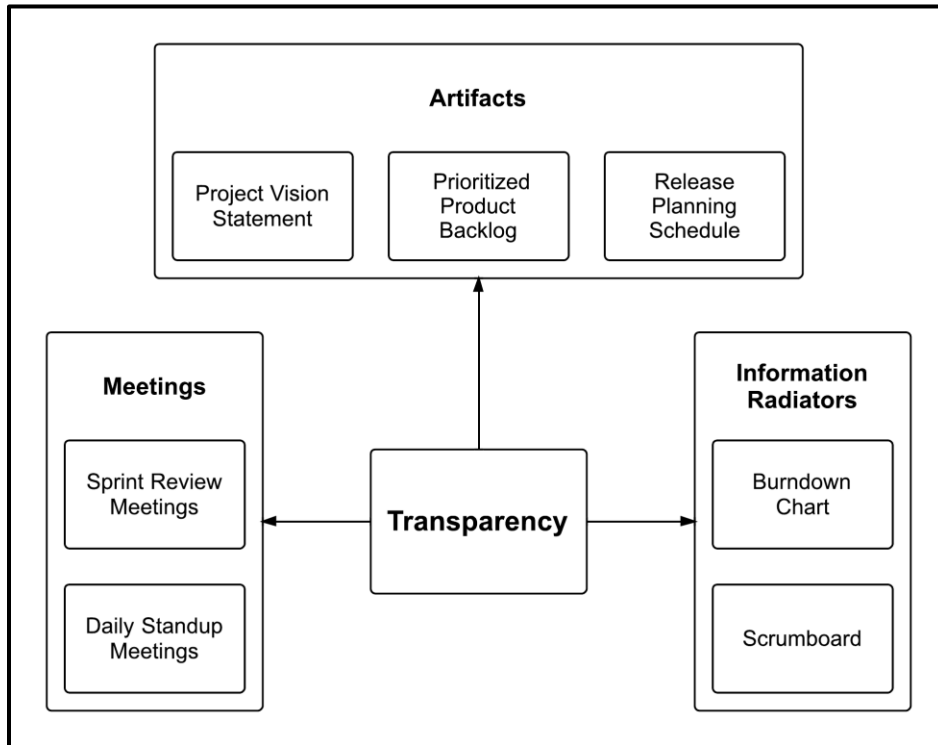 Artifacts
Project Vision
Statement
Prioritized
Product
Backlog
Release
Planning
Schedule
Meetings
Sprint Review
Meetings
Daily Standup
Meetings
Transparency
Information
Radiators
Burndown
Chart
Scrumboard